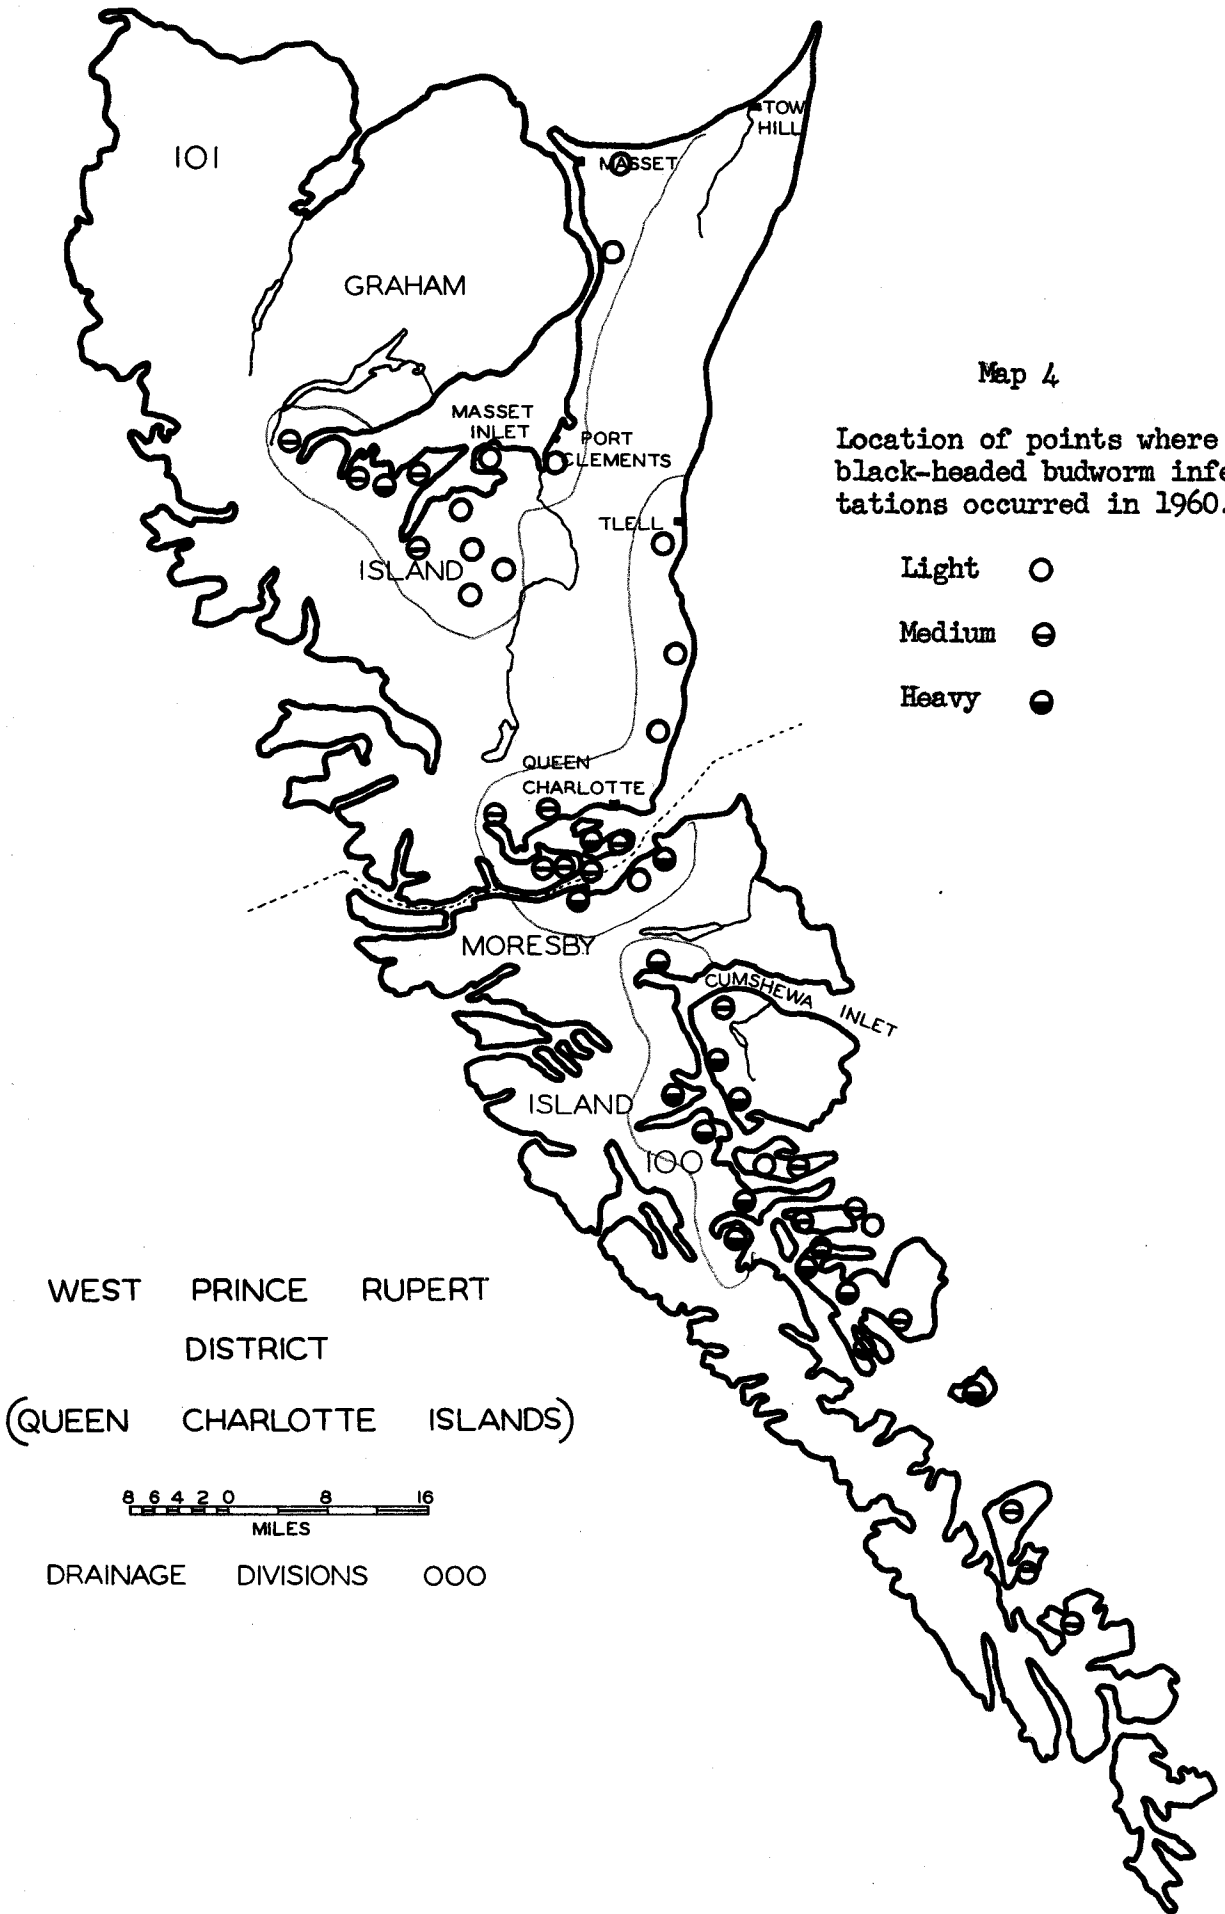 TOW
HILL
101
MASSET
GRAHAM
Map 4
MASSET
INLET
PORT
CLEMENTS
Location of points where
black-headed budworm infe
tations occurred in 1960.
TLELL
Light
ISLAND
Medium
Heavy
QUEEN
CHARLOTTE
MORESBY
CUMSHEWA INLET
ISLAND
100
WEST PRINCE RUPERT
DISTRICT
(QUEEN CHARLOTTE ISLANDS)
8 6 4 2 0 8 16
MILES
DRAINAGE DIVISIONS 000